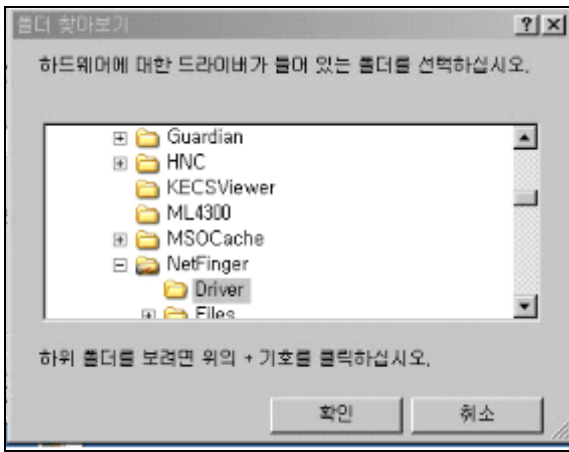 폴더 찾아보기
하드웨어에 대한 드라이버가 들어 있는 폴더를 선택하십시오.
Guardian
HNC
KECSViewer
ML4300
MSOCache
NetFinger
Driver
Files
하위 폴더를 보려면 위의 + 기호를 클릭하십시오.
확인 취소